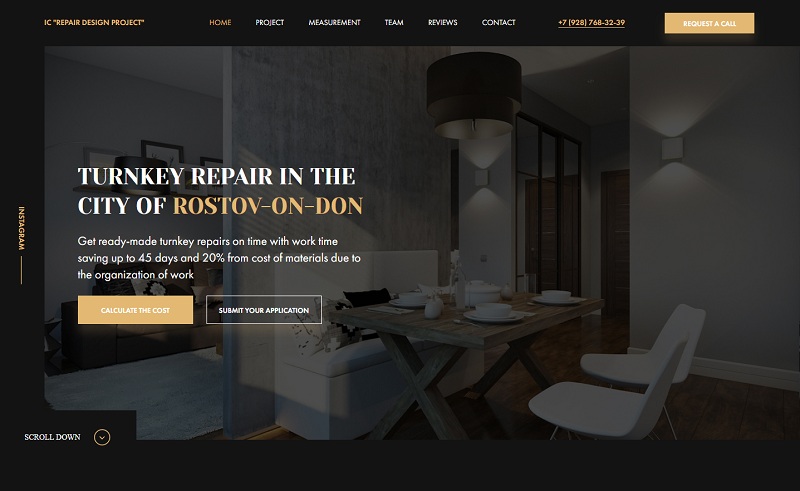 IC "REPAIR DESIGN PROJECT"
HOME
PROJECT
MEASUREMENT
TEAM
REVIEWS
CONTACT
+7 (928) 768-32-39
REQUEST A CALL
TURNKEY REPAIR IN THE
CITY OF ROSTOV-ON-DON
Get ready-made turnkey repairs on time with work time
saving up to 45 days and 20% from cost of materials due to
the organization of work
CALCULATE THE COST
SUBMIT YOUR APPLICATION
INSTAGRAM
SCROLL DOWN